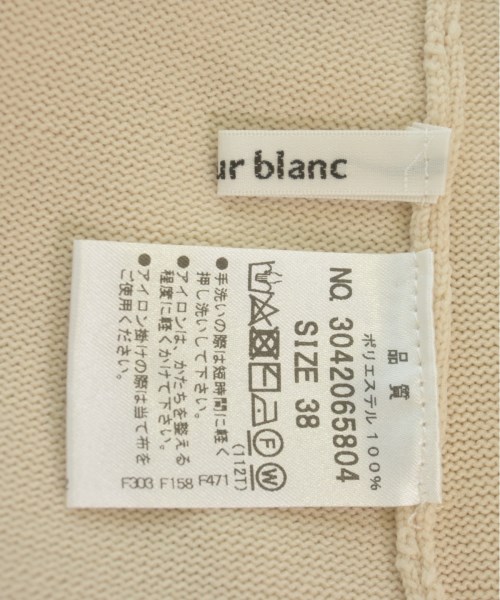 ur blanc
品質
ポリエステル 100%
NO. 3042065804
SIZE 38
F W
(112T)
●手洗いの際は短時間に軽く
押し洗いして下さい。
●アイロンは、かたちを整える
程度に軽くかけて下さい。
●アイロン掛けの際は当て布を
ご使用ください。
F303 F158 F471